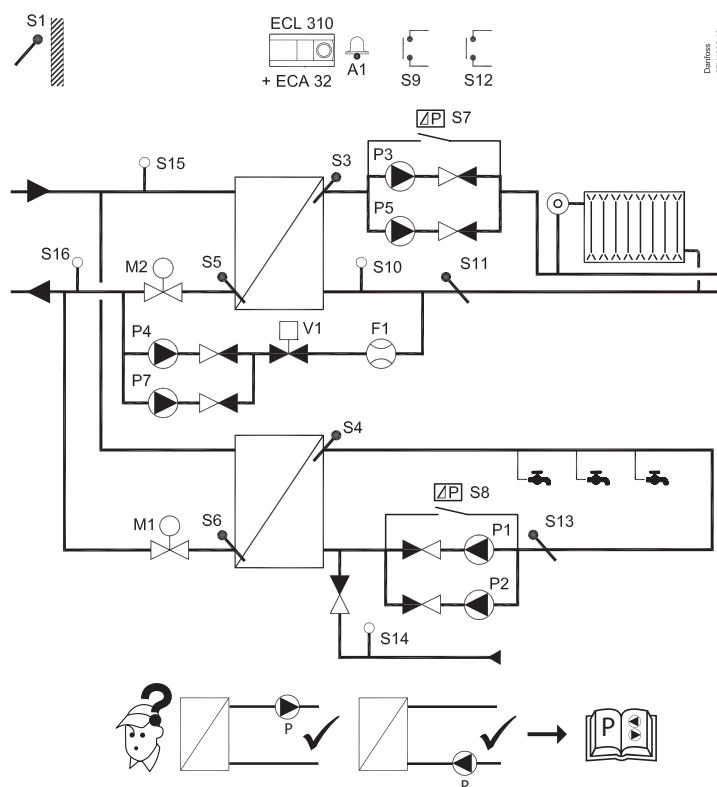 S1
ECL 310
+ ECA 32
A1
S9
S12
Danfoss
S15
S3
P3
S7
P
P5
S16
M2
S5
S10
S11
P4
V1
F1
P7
S4
P
S8
M1
S6
P1
S13
P2
S14
P
P
P